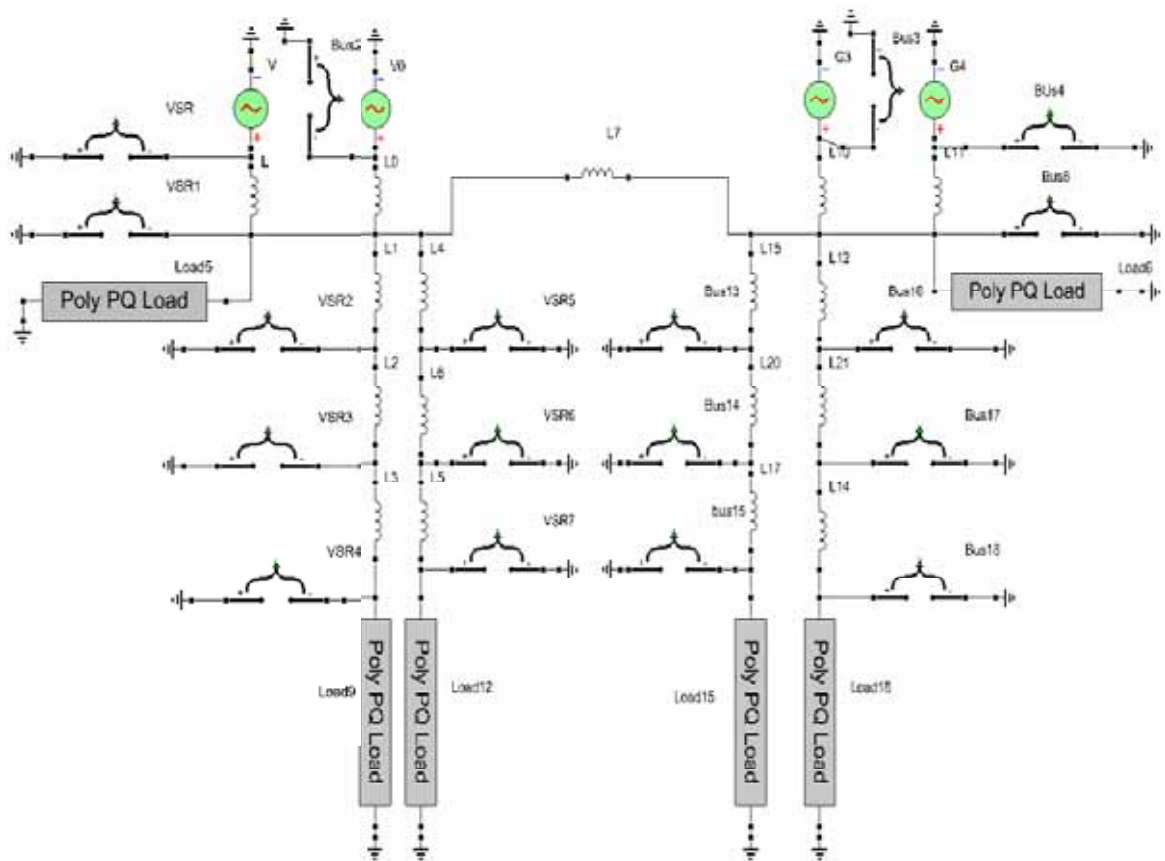 Bus2
Bus3
V
V0
G3
G4
VSR
BUs4
L7
L
L0
L10
L11
VSR1
Bus6
L1
L4
L19
L12
Load5
Load6
Poly PQ Load
Poly PQ Load
VSR2
VSR5
Bus13
Bus16
L2
L6
L20
L21
VSR3
VSR6
Bus14
Bus17
L3
L5
L17
L14
VSR4
VSR7
bus15
Bus18
Poly PQ Load
Poly PQ Load
Poly PQ Load
Poly PQ Load
Load9
Load12
Load15
Load18